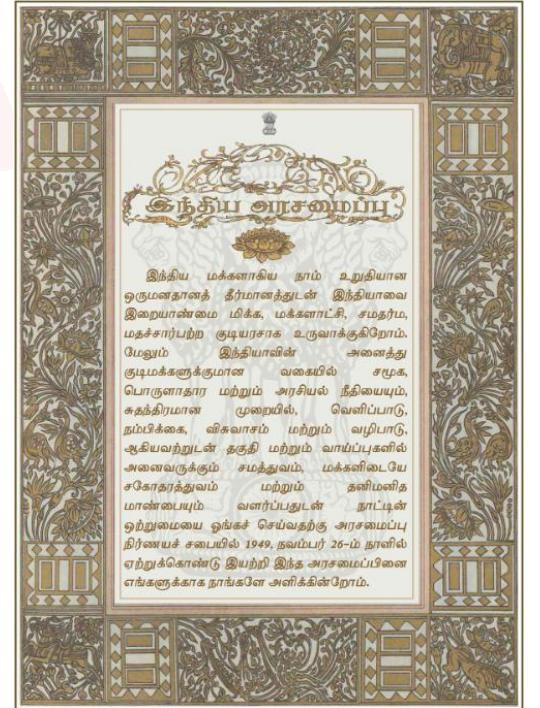 இந்திய அரசமைப்பு
இந்திய மக்களாகிய நாம் உறுதியான
ஒருமனதானத் தீர்மானத்துடன் இந்தியாவை
இறையாண்மை மிக்க, மக்களாட்சி, சமதர்ம,
மதச்சார்பற்ற குடியரசாக உருவாக்குகிறோம்.
மேலும் இந்தியாவின் அனைத்து
குடிமக்களுக்குமான வகையில் சமூக,
பொருளாதார மற்றும் அரசியல் நீதியையும்,
சுதந்திரமான முறையில், வெளிப்பாடு,
நம்பிக்கை, விசுவாசம் மற்றும் வழிபாடு,
ஆகியவற்றுடன் தகுதி மற்றும் வாய்ப்புகளில்
அனைவருக்கும் சமத்துவம், மக்களிடையே
சகோதரத்துவம் மற்றும் தனிமனித
மாண்பையும் வளர்ப்பதுடன் நாட்டின்
ஒற்றுமையை ஓங்கச் செய்வதற்கு அரசமைப்பு
நிர்ணயச் சபையில் 1949, நவம்பர் 26-ம் நாளில்
ஏற்றுக்கொண்டு இயற்றி இந்த அரசமைப்பினை
எங்களுக்காக நாங்களே அளிக்கின்றோம்.